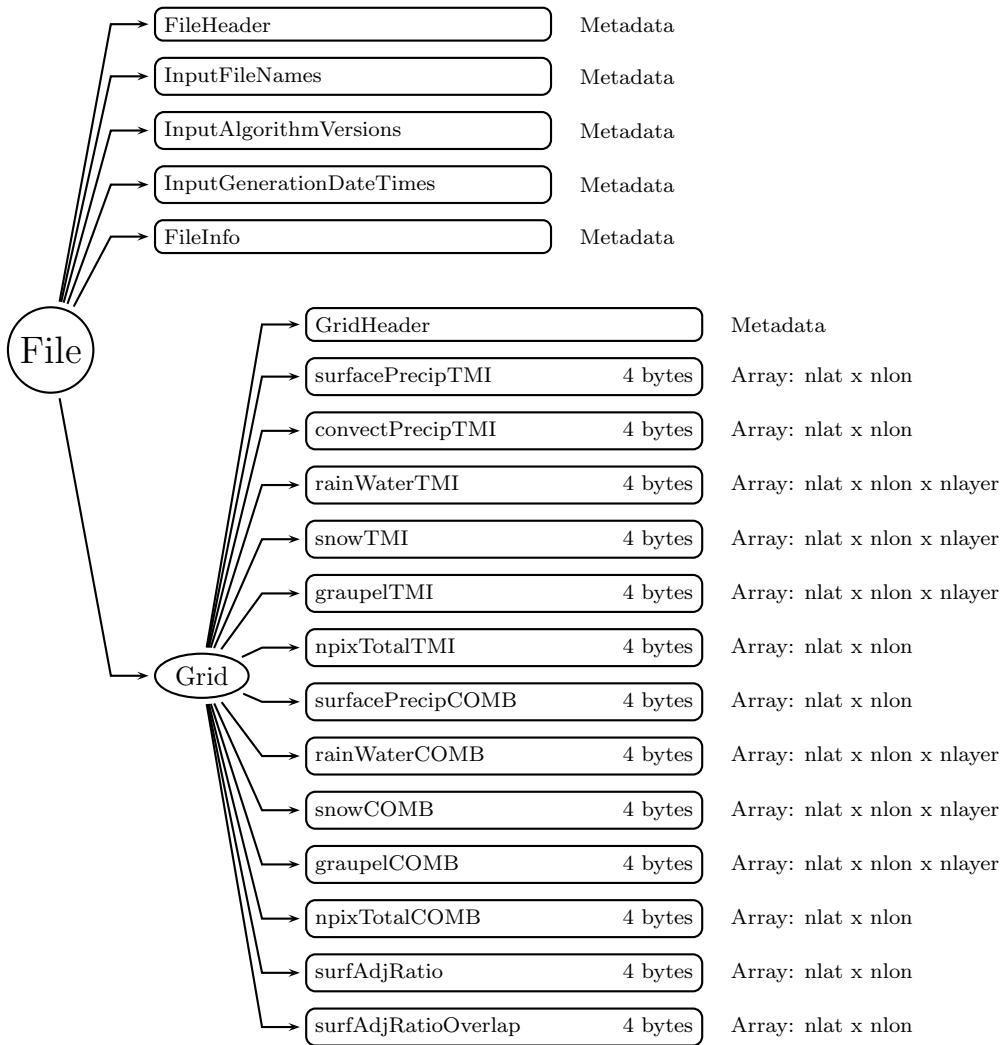 FileHeader Metadata
InputFileNames Metadata
InputAlgorithmVersions Metadata
InputGenerationDateTimes Metadata
FileInfo Metadata
File
GridHeader Metadata
surfacePrecipTMI 4 bytes Array: nlat x nlon
convectPrecipTMI 4 bytes Array: nlat x nlon
rainWaterTMI 4 bytes Array: nlat x nlon x nlayer
snowTMI 4 bytes Array: nlat x nlon x nlayer
graupelTMI 4 bytes Array: nlat x nlon x nlayer
npixTotalTMI 4 bytes Array: nlat x nlon
Grid
surfacePrecipCOMB 4 bytes Array: nlat x nlon
rainWaterCOMB 4 bytes Array: nlat x nlon x nlayer
snowCOMB 4 bytes Array: nlat x nlon x nlayer
graupelCOMB 4 bytes Array: nlat x nlon x nlayer
npixTotalCOMB 4 bytes Array: nlat x nlon
surfAdjRatio 4 bytes Array: nlat x nlon
surfAdjRatioOverlap 4 bytes Array: nlat x nlon